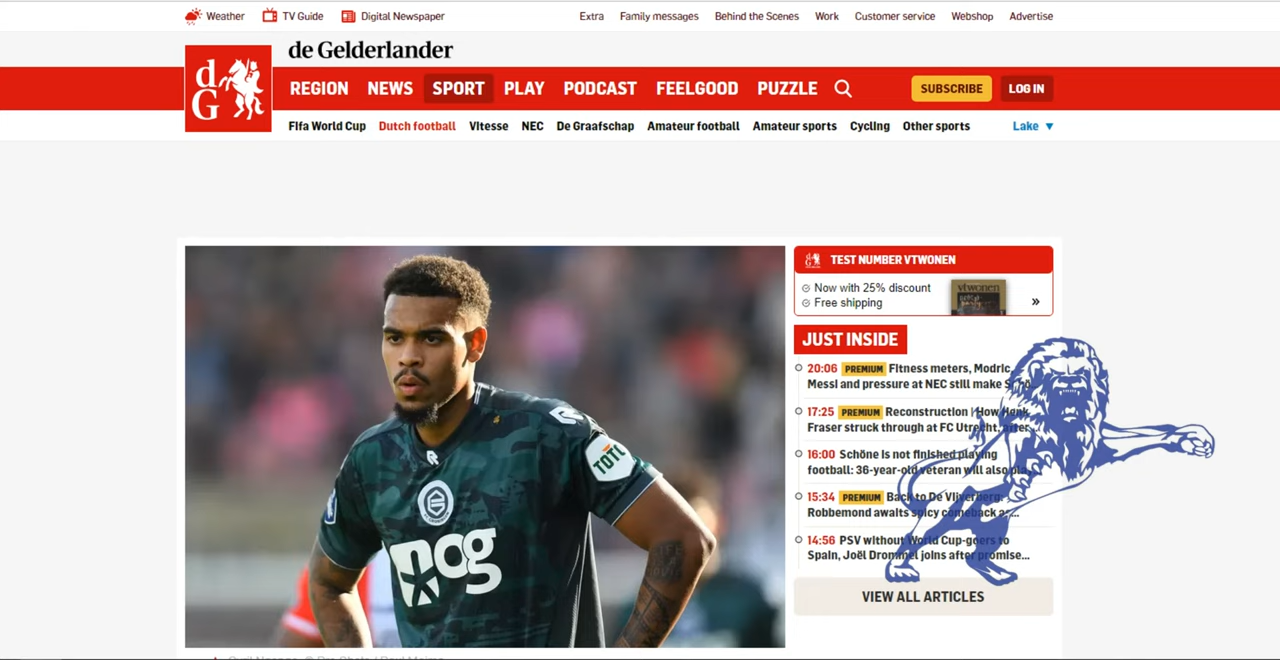 Weather TV Guide Digital Newspaper Extra Family messages Behind the Scenes Work Customer service Webshop Advertise
de Gelderlander
dG REGION NEWS SPORT PLAY PODCAST FEELGOOD PUZZLE SUBSCRIBE LOG IN
Fifa World Cup Dutch football Vitesse NEC De Graafschap Amateur football Amateur sports Cycling Other sports Lake
TEST NUMBER VTWONEN
Now with 25% discount
Free shipping
vtwonen
»
JUST INSIDE
20:06 PREMIUM Fitness meters, Modric,
Messi and pressure at NEC still make
17:25 PREMIUM Reconstruction | How Henk
Fraser struck through at FC Utrecht, after...
16:00 Schöne is not finished playing
football: 36-year-old veteran will also
15:34 PREMIUM Back to De Vijverberg:
Robbemond awaits spicy comeback
14:56 PSV without World Cup-goers to
Spain, Joël Drommel joins after promise...
VIEW ALL ARTICLES
TOTO
nog